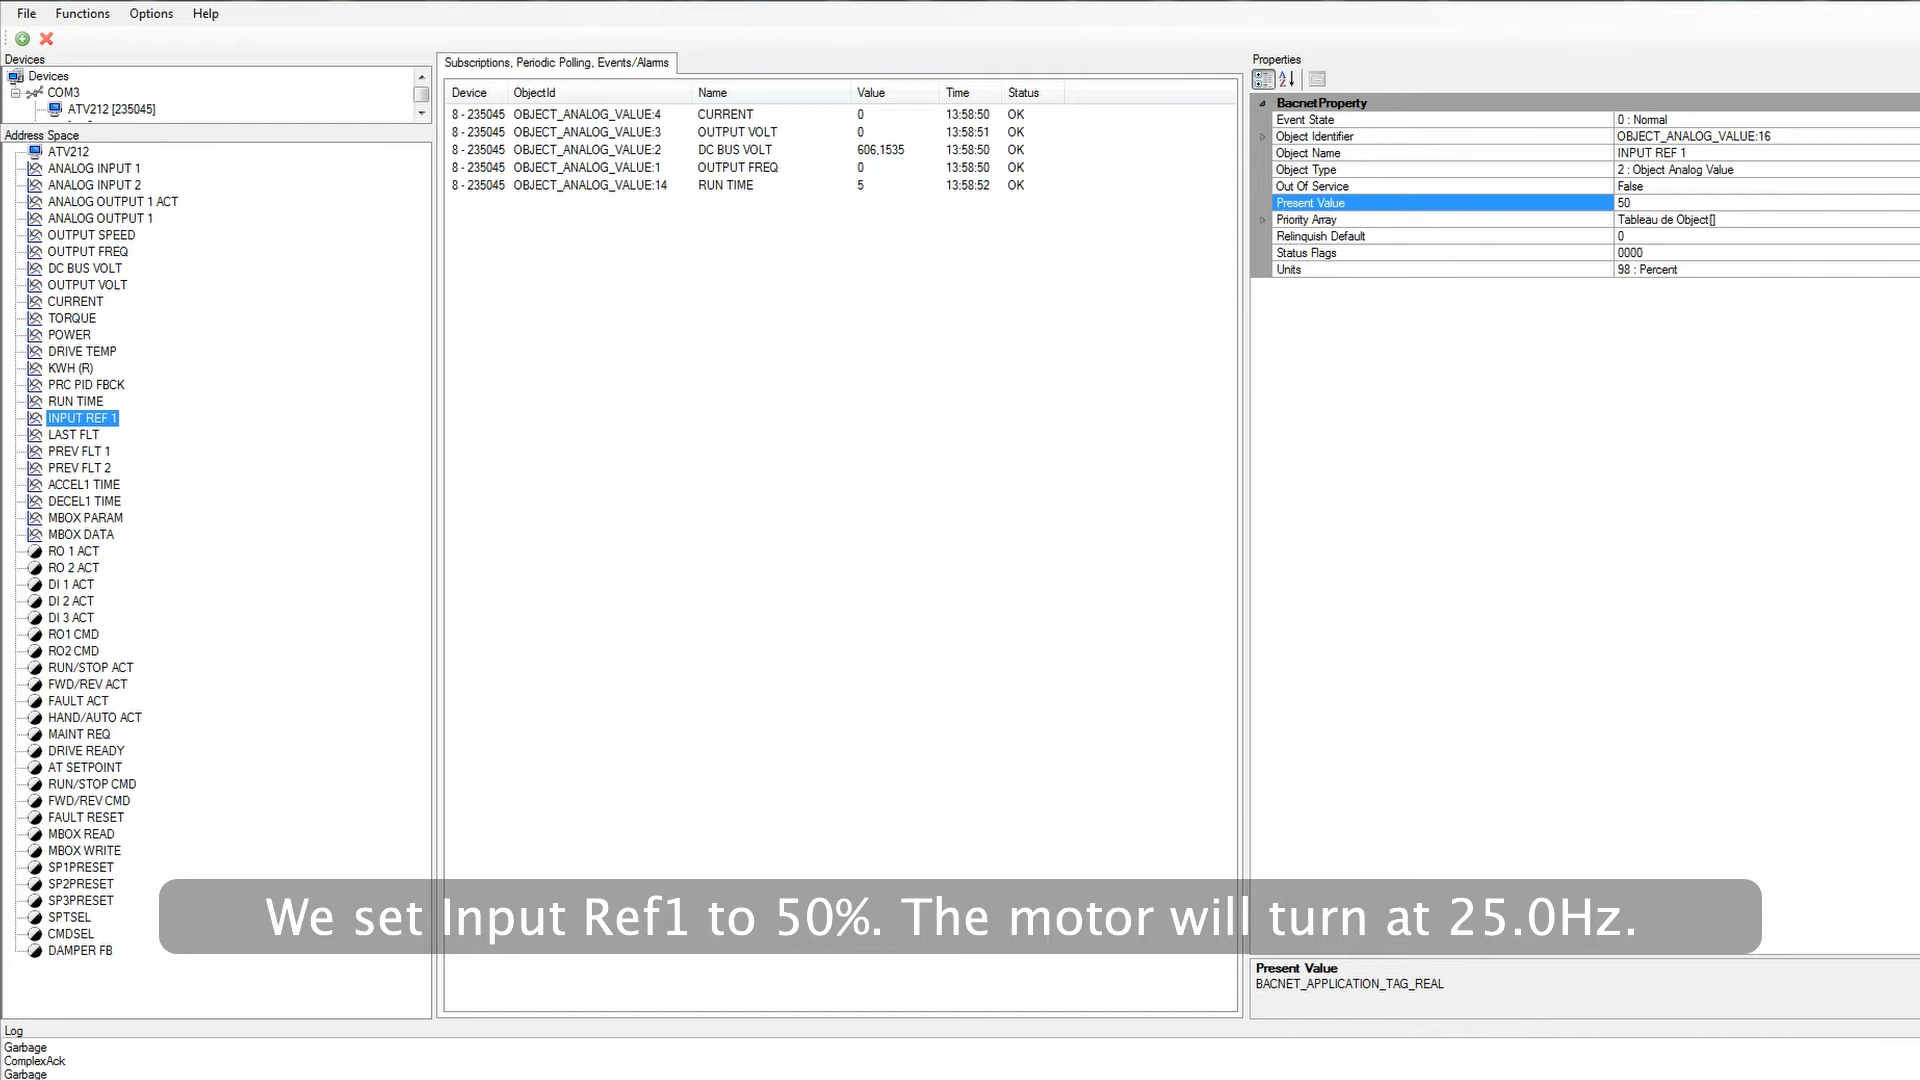 File Functions Options Help
Devices
Devices
COM3
ATV212 [235045]
Address Space
ATV212
ANALOG INPUT 1
ANALOG INPUT 2
ANALOG OUTPUT 1 ACT
ANALOG OUTPUT 1
OUTPUT SPEED
OUTPUT FREQ
DC BUS VOLT
OUTPUT VOLT
CURRENT
TORQUE
POWER
DRIVE TEMP
KWH (R)
PRC PID FBCK
RUN TIME
INPUT REF 1
LAST FLT
PREV FLT 1
PREV FLT 2
ACCEL1 TIME
DECEL1 TIME
MBOX PARAM
MBOX DATA
RO 1 ACT
RO 2 ACT
DI 1 ACT
DI 2 ACT
DI 3 ACT
RO1 CMD
RO2 CMD
RUN/STOP ACT
FWD/REV ACT
FAULT ACT
HAND/AUTO ACT
MAINT REQ
DRIVE READY
AT SETPOINT
RUN/STOP CMD
FWD/REV CMD
FAULT RESET
MBOX READ
MBOX WRITE
SP1PRESET
SP2PRESET
SP3PRESET
SPTSEL
CMDSEL
DAMPER FB
Subscriptions, Periodic Polling, Events/Alarms
Device ObjectId Name Value Time Status
8 - 235045 OBJECT_ANALOG_VALUE:4 CURRENT 0 13:58:50 OK
8 - 235045 OBJECT_ANALOG_VALUE:3 OUTPUT VOLT 0 13:58:51 OK
8 - 235045 OBJECT_ANALOG_VALUE:2 DC BUS VOLT 606,1535 13:58:50 OK
8 - 235045 OBJECT_ANALOG_VALUE:1 OUTPUT FREQ 0 13:58:50 OK
8 - 235045 OBJECT_ANALOG_VALUE:14 RUN TIME 5 13:58:52 OK
Properties
BacnetProperty
Event State 0 : Normal
Object Identifier OBJECT_ANALOG_VALUE:16
Object Name INPUT REF 1
Object Type 2 : Object Analog Value
Out Of Service False
Present Value 50
Priority Array Tableau de Object[]
Relinquish Default 0
Status Flags 0000
Units 98 : Percent
We set Input Ref1 to 50%. The motor will turn at 25.0Hz.
Present Value
BACNET_APPLICATION_TAG_REAL
Log
Garbage
ComplexAck
Garbage